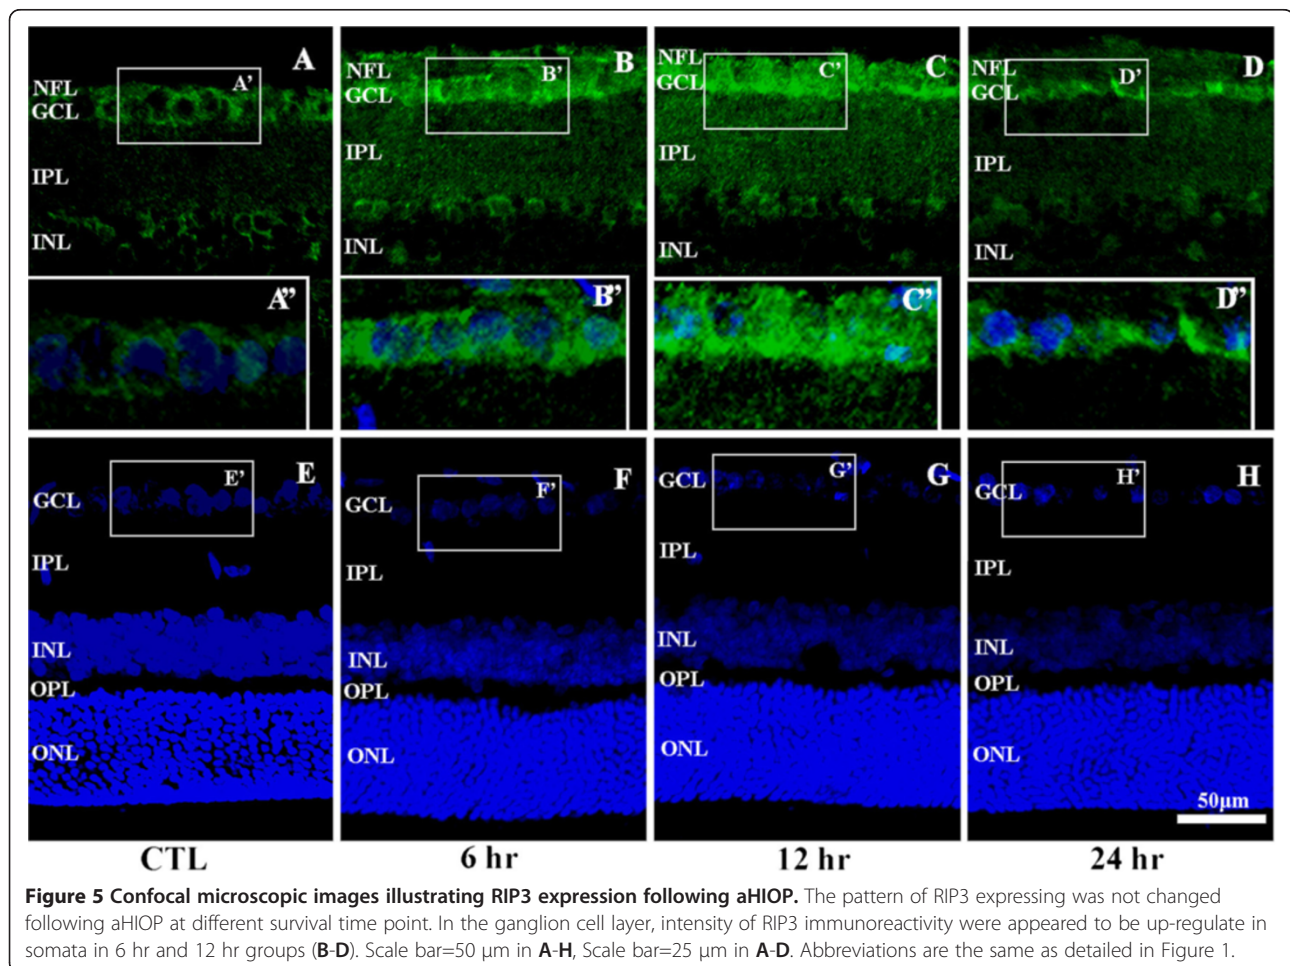 A
NFL
GCL
A’
IPL
INL
A”
B
NFL
GCL
B’
IPL
INL
B”
C
NFL
GCL
C’
IPL
INL
C”
D
NFL
GCL
D’
IPL
INL
D”
E
GCL
E’
IPL
INL
OPL
ONL
F
GCL
F’
IPL
INL
OPL
ONL
G
GCL
G’
IPL
INL
OPL
ONL
H
GCL
H’
IPL
INL
OPL
ONL
50μm
CTL
6 hr
12 hr
24 hr
Figure 5 Confocal microscopic images illustrating RIP3 expression following aHIOP. The pattern of RIP3 expressing was not changed
following aHIOP at different survival time point. In the ganglion cell layer, intensity of RIP3 immunoreactivity were appeared to be up-regulate in
somata in 6 hr and 12 hr groups (B-D). Scale bar=50 μm in A-H, Scale bar=25 μm in A-D. Abbreviations are the same as detailed in Figure 1.